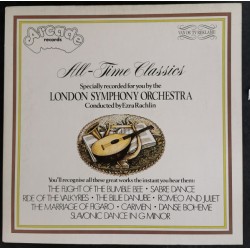 Arcade
records
All-Time Classics
Specially recorded for you by the
LONDON SYMPHONY ORCHESTRA
Conducted by Ezra Rachlin
You'll recognise all these great works the instant you hear them:
THE FLIGHT OF THE BUMBLE BEE • SABRE DANCE
RIDE OF THE VALKYRIES • THE BLUE DANUBE • ROMEO AND JULIET
THE MARRIAGE OF FIGARO • CARMEN • DANSE BOHEME
SLAVONIC DANCE IN G MINOR